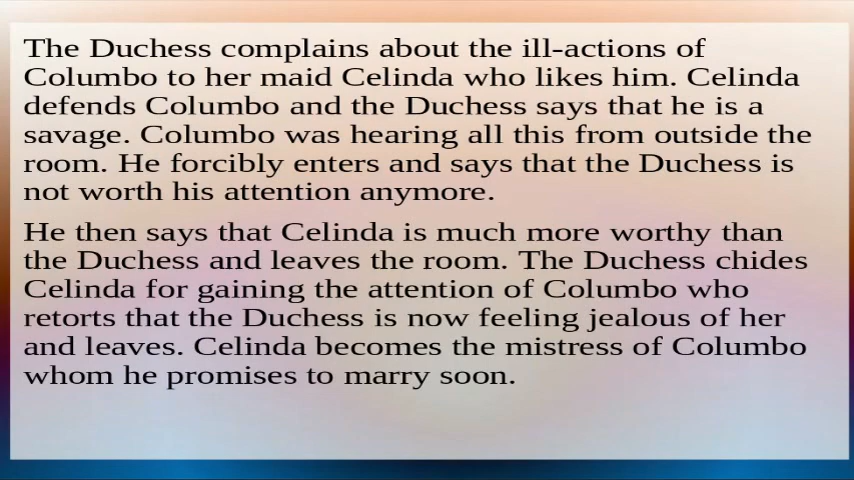 The Duchess complains about the ill-actions of
Columbo to her maid Celinda who likes him. Celinda
defends Columbo and the Duchess says that he is a
savage. Columbo was hearing all this from outside the
room. He forcibly enters and says that the Duchess is
not worth his attention anymore.
He then says that Celinda is much more worthy than
the Duchess and leaves the room. The Duchess chides
Celinda for gaining the attention of Columbo who
retorts that the Duchess is now feeling jealous of her
and leaves. Celinda becomes the mistress of Columbo
whom he promises to marry soon.